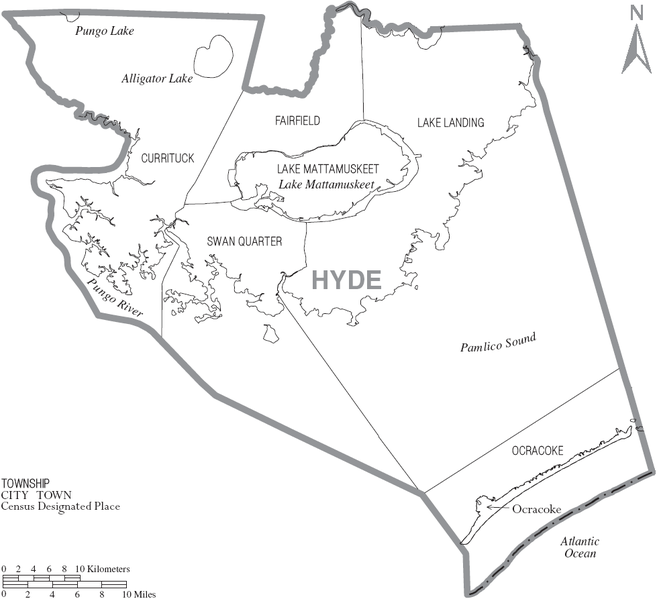 N
Pungo Lake
Alligator Lake
FAIRFIELD
LAKE LANDING
CURRITUCK
LAKE MATTAMUSKEET
Lake Mattamuskeet
SWAN QUARTER
HYDE
Pungo River
Pamlico Sound
OCRACOKE
Ocracoke
Atlantic
Ocean
TOWNSHIP
CITY TOWN
Census Designated Place
0 2 4 6 8 10 Kilometers
0 2 4 6 8 10 Miles